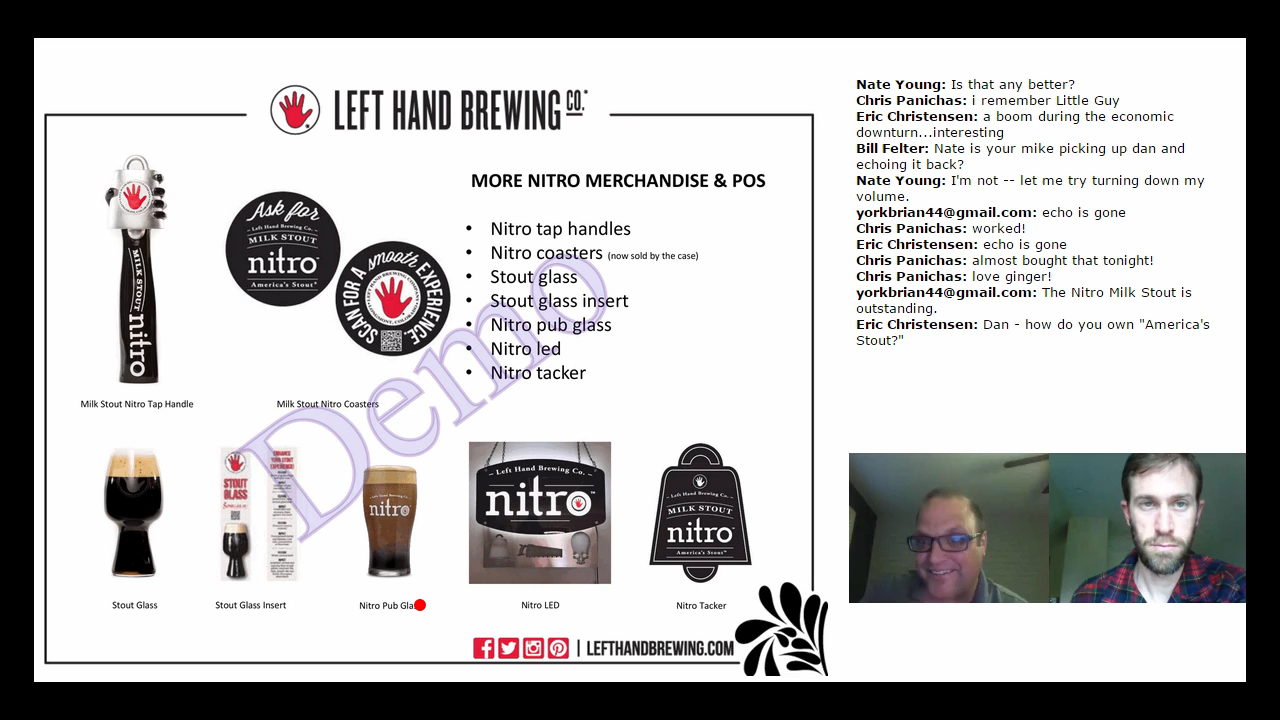 LEFT HAND BREWING CO.
MORE NITRO MERCHANDISE & POS
• Nitro tap handles
• Nitro coasters (now sold by the case)
• Stout glass
• Stout glass insert
• Nitro pub glass
• Nitro led
• Nitro tacker
MILK STOUT nitro
Ask for
Left Hand Brewing Co.
MILK STOUT
nitro
America's Stout
SCAN FOR A smooth EXPERIENCE
Milk Stout Nitro Tap Handle
Milk Stout Nitro Coasters
Demo
STOUT
GLASS
nitro
Left Hand Brewing Co.
nitro™
Left Hand Brewing Co.
MILK STOUT
nitro
America's Stout™
Stout Glass
Stout Glass Insert
Nitro Pub Glas
Nitro LED
Nitro Tacker
| LEFTHANDBREWING.COM
Nate Young: Is that any better?
Chris Panichas: i remember Little Guy
Eric Christensen: a boom during the economic
downturn...interesting
Bill Felter: Nate is your mike picking up dan and
echoing it back?
Nate Young: I'm not -- let me try turning down my
volume.
yorkbrian44@gmail.com: echo is gone
Chris Panichas: worked!
Eric Christensen: echo is gone
Chris Panichas: almost bought that tonight!
Chris Panichas: love ginger!
yorkbrian44@gmail.com: The Nitro Milk Stout is
outstanding.
Eric Christensen: Dan - how do you own "America's
Stout?"